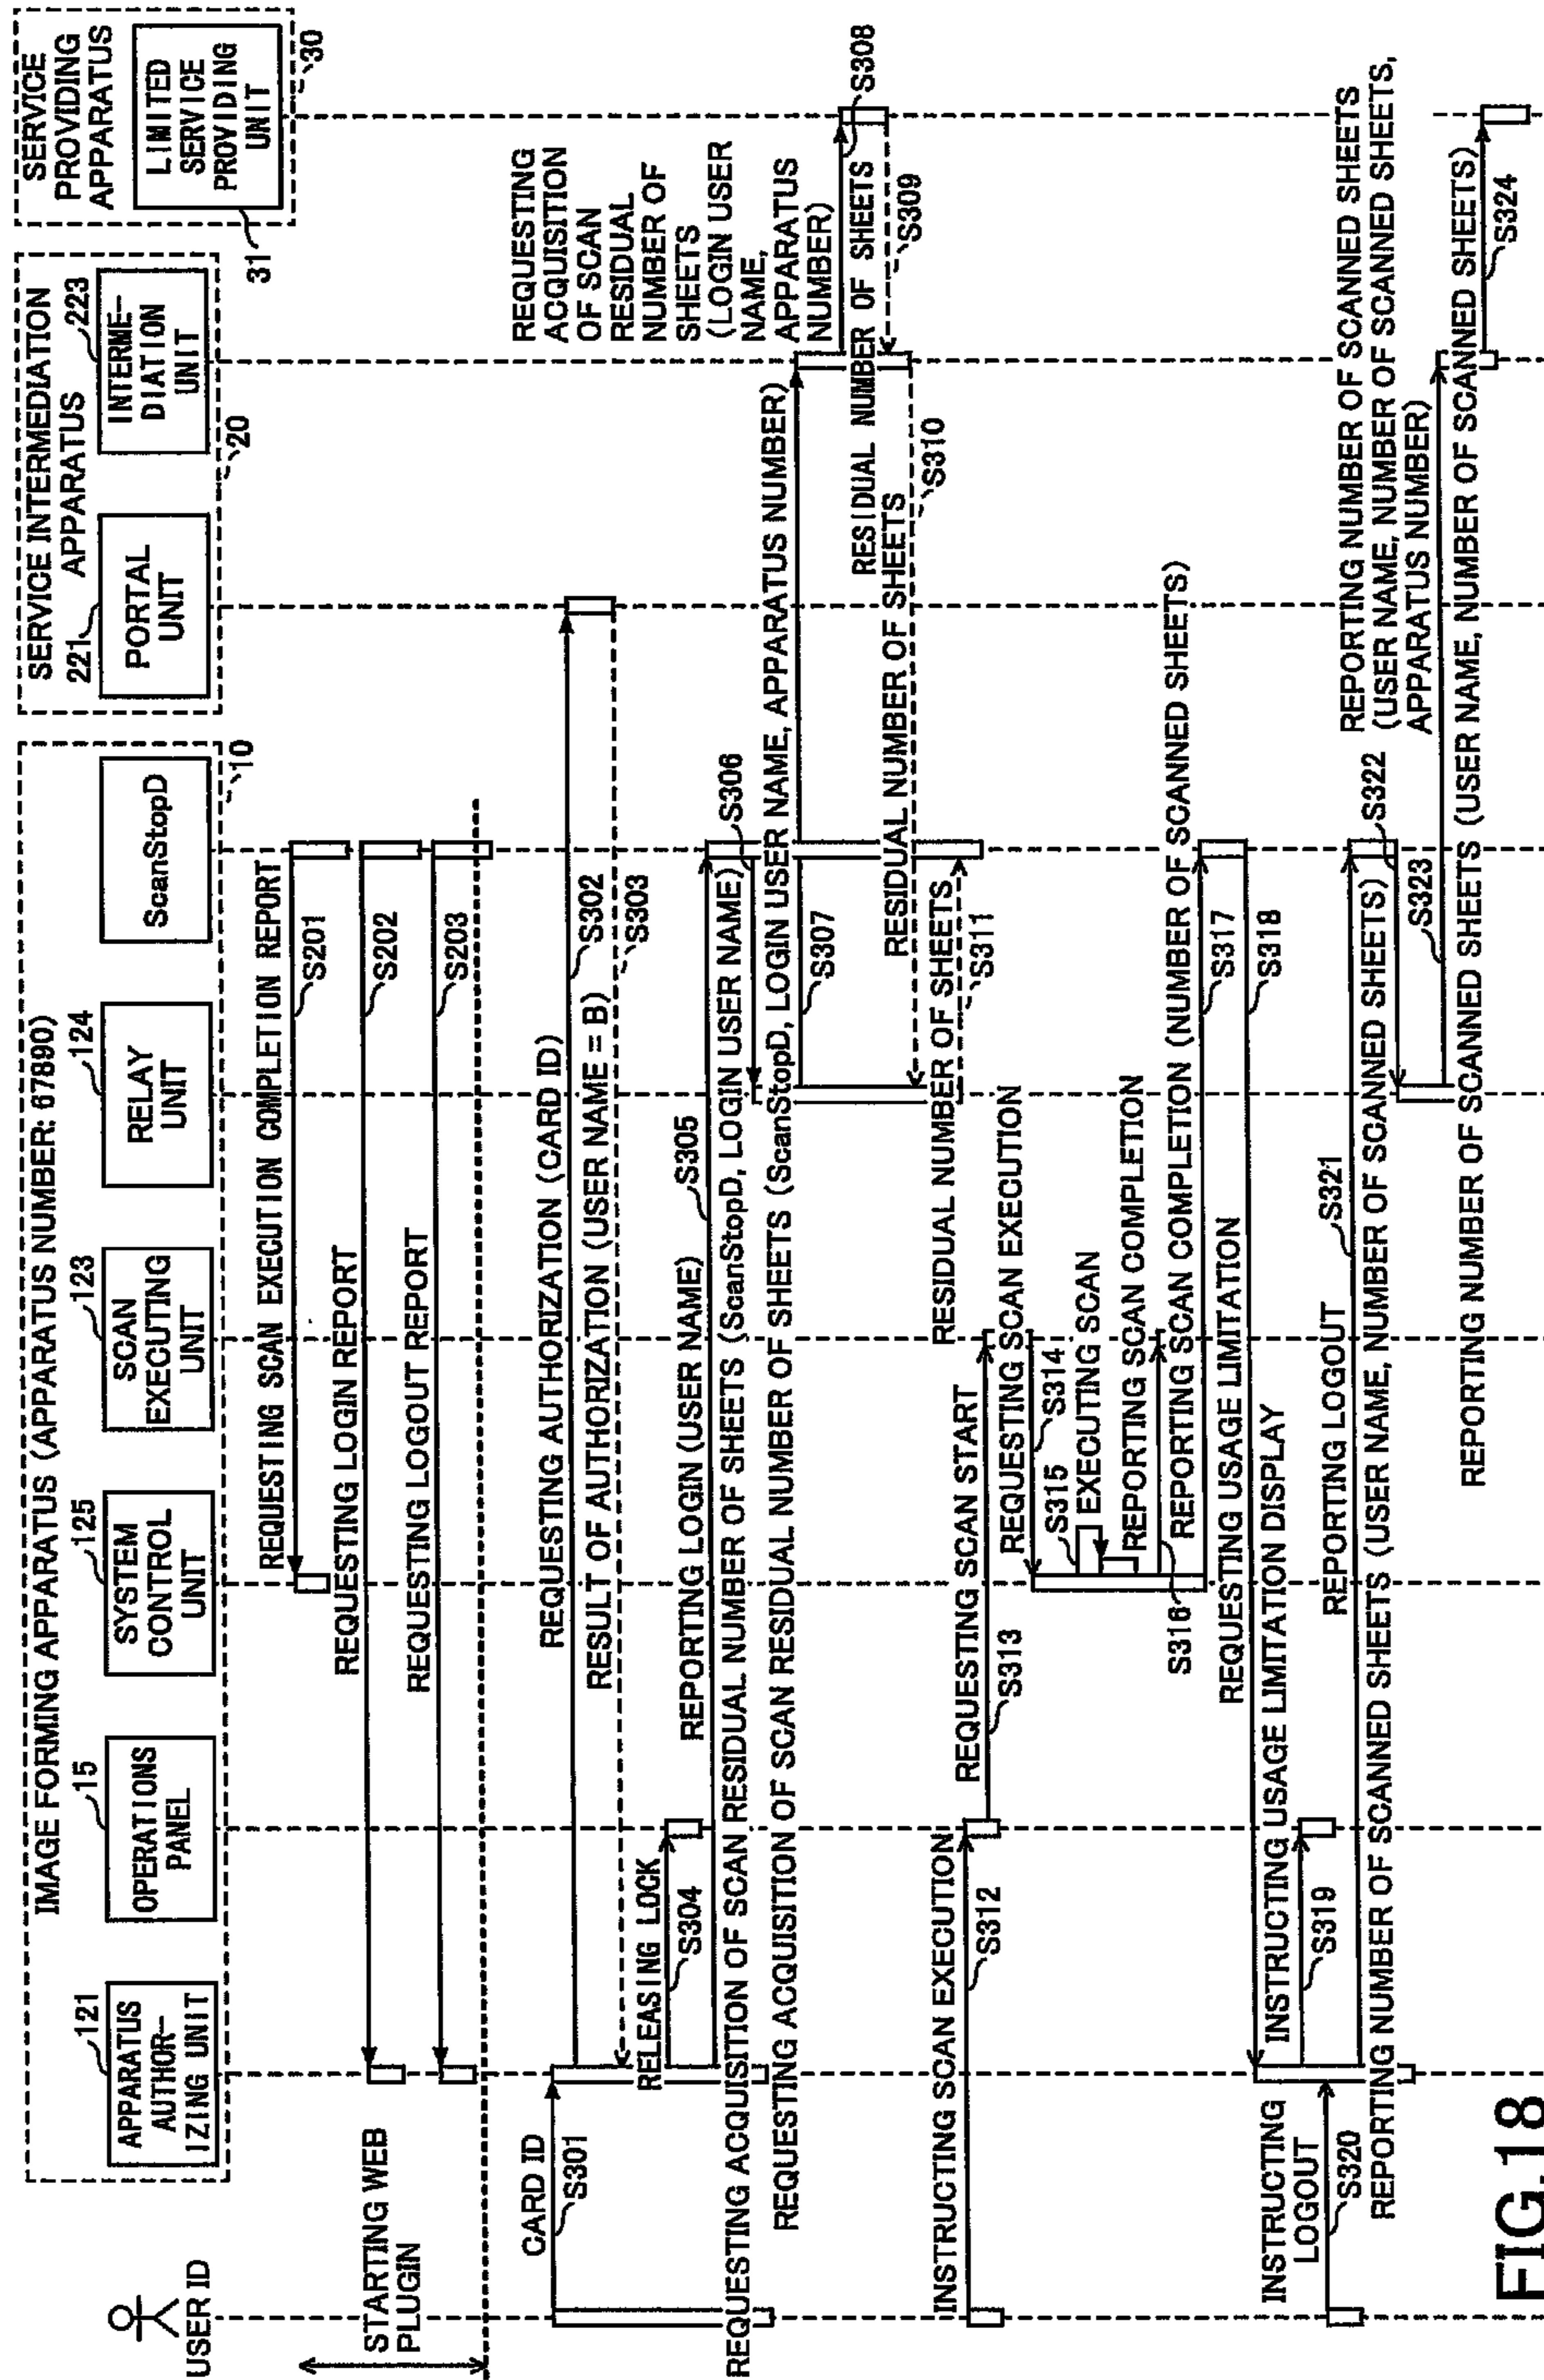 IMAGE FORMING APPARATUS (APPARATUS NUMBER: 67890)
SERVICE INTERMEDIATION
APPARATUS
SERVICE
PROVIDING
APPARATUS
USER ID
121
APPARATUS
AUTHOR-
IZING UNIT
15
OPERATIONS
PANEL
125
SYSTEM
CONTROL
UNIT
123
SCAN
EXECUTING
UNIT
124
RELAY
UNIT
ScanStopD
10
221
PORTAL
UNIT
223
INTERME-
DIATION
UNIT
20
LIMITED
SERVICE
PROVIDING
UNIT
31
30
STARTING WEB
PLUGIN
REQUESTING SCAN EXECUTION COMPLETION REPORT
S201
REQUESTING LOGIN REPORT
S202
REQUESTING LOGOUT REPORT
S203
CARD ID
S301
REQUESTING AUTHORIZATION (CARD ID)
S302
RESULT OF AUTHORIZATION (USER NAME = B)
S303
RELEASING LOCK
S304
REPORTING LOGIN (USER NAME)
S305
REQUESTING ACQUISITION OF SCAN RESIDUAL NUMBER OF SHEETS (ScanStopD, LOGIN USER NAME)
S306
REQUESTING ACQUISITION OF SCAN RESIDUAL NUMBER OF SHEETS (ScanStopD, LOGIN USER NAME, APPARATUS NUMBER)
S307
REQUESTING
ACQUISITION
OF SCAN
RESIDUAL
NUMBER OF
SHEETS
(LOGIN USER
NAME,
APPARATUS
NUMBER)
S308
RESIDUAL NUMBER OF SHEETS
S309
RESIDUAL NUMBER OF SHEETS
S310
RESIDUAL NUMBER OF SHEETS
S311
INSTRUCTING SCAN EXECUTION
S312
REQUESTING SCAN START
S313
REQUESTING SCAN EXECUTION
S314
S315
EXECUTING SCAN
REPORTING SCAN COMPLETION
S316
REPORTING SCAN COMPLETION (NUMBER OF SCANNED SHEETS)
S317
REQUESTING USAGE LIMITATION
S318
INSTRUCTING USAGE LIMITATION DISPLAY
S319
INSTRUCTING
LOGOUT
S320
REPORTING LOGOUT
S321
REPORTING NUMBER OF SCANNED SHEETS (USER NAME, NUMBER OF SCANNED SHEETS)
S322
REPORTING NUMBER OF SCANNED SHEETS
(USER NAME, NUMBER OF SCANNED SHEETS,
APPARATUS NUMBER)
S323
REPORTING NUMBER OF SCANNED SHEETS (USER NAME, NUMBER OF SCANNED SHEETS)
S324
FIG.18